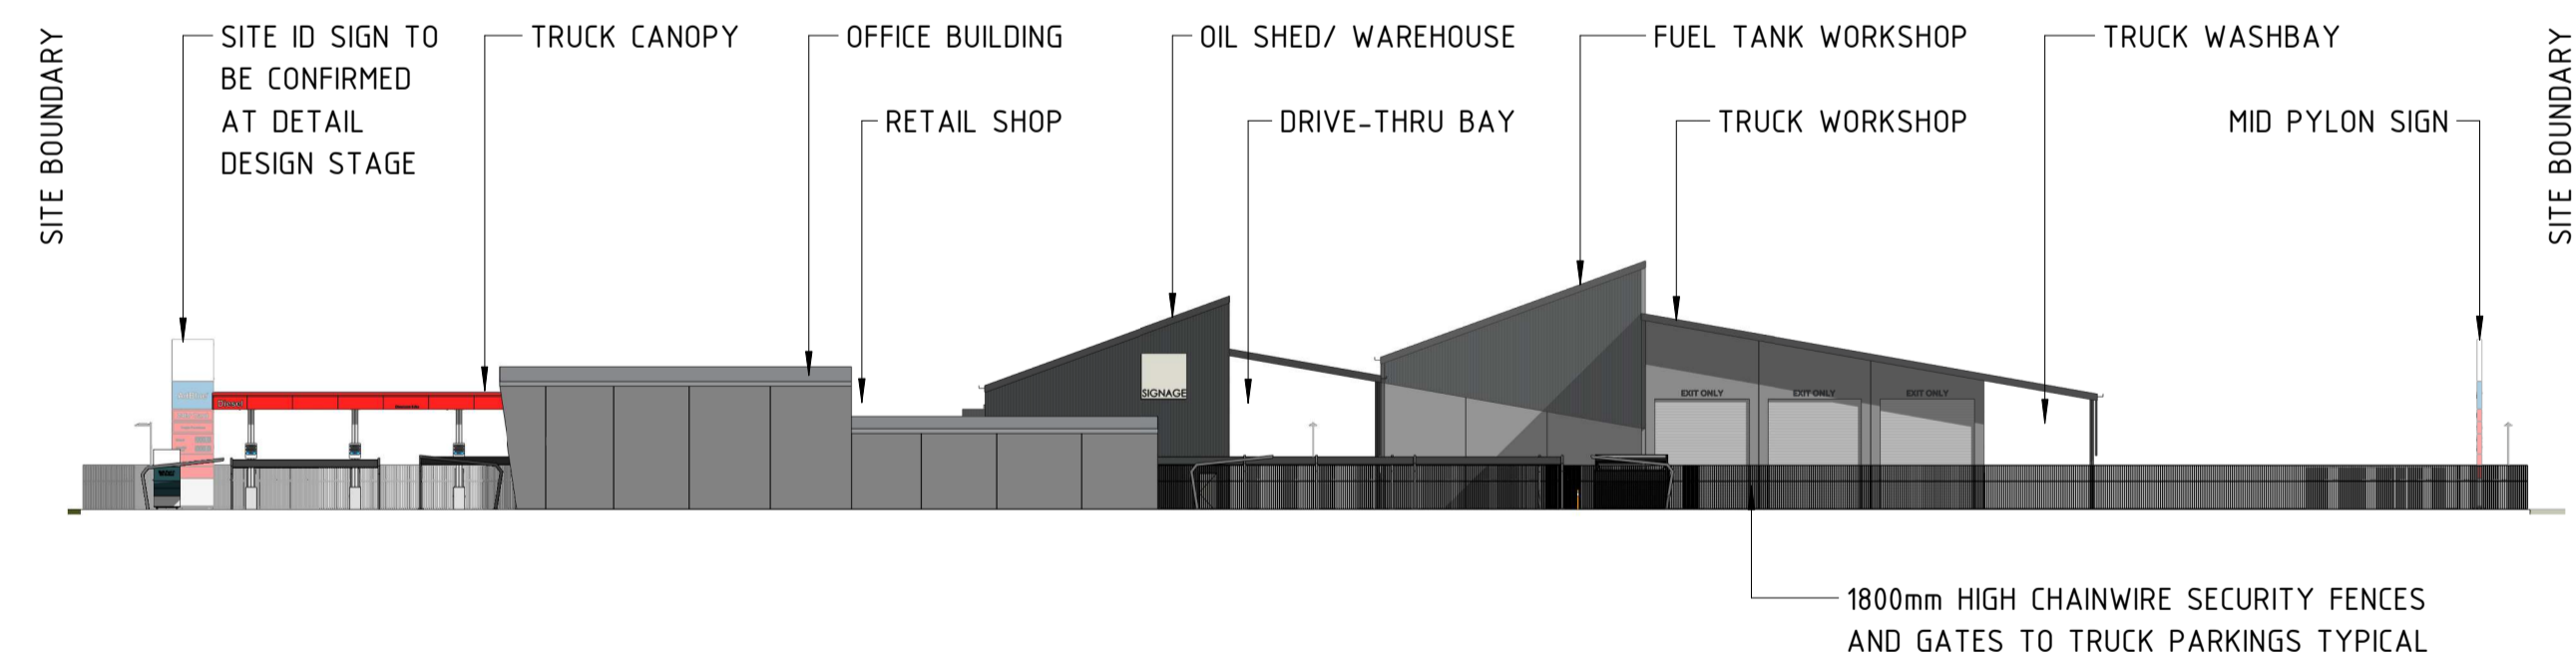 SITE BOUNDARY
SITE ID SIGN TO
BE CONFIRMED
AT DETAIL
DESIGN STAGE
TRUCK CANOPY
OFFICE BUILDING
RETAIL SHOP
OIL SHED/ WAREHOUSE
DRIVE-THRU BAY
FUEL TANK WORKSHOP
TRUCK WORKSHOP
TRUCK WASHBAY
MID PYLON SIGN
SITE BOUNDARY
Diesel
SIGNAGE
EXIT ONLY
EXIT ONLY
EXIT ONLY
1800mm HIGH CHAINWIRE SECURITY FENCES
AND GATES TO TRUCK PARKINGS TYPICAL